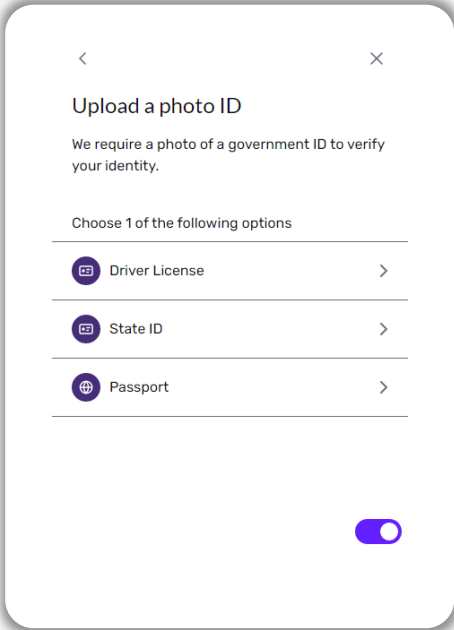 Upload a photo ID
We require a photo of a government ID to verify
your identity.
Choose 1 of the following options
Driver License
State ID
Passport